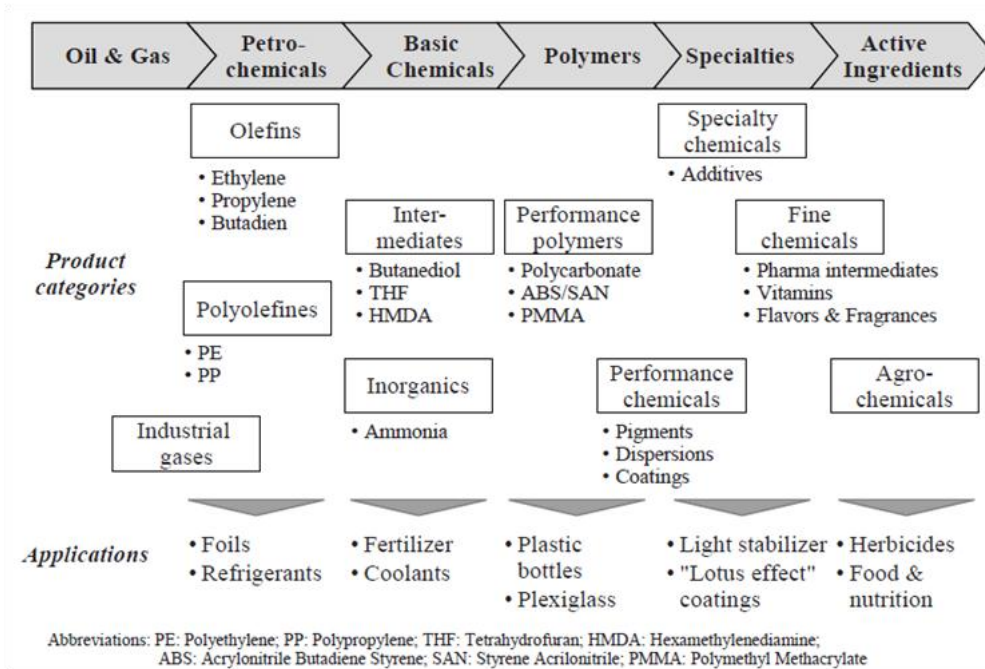 Oil & Gas
Petro-
chemicals
Basic
Chemicals
Polymers
Specialties
Active
Ingredients
Product
categories
Olefins
• Ethylene
• Propylene
• Butadien
Polyolefines
• PE
• PP
Industrial
gases
Inter-
mediates
• Butanediol
• THF
• HMDA
Inorganics
• Ammonia
Performance
polymers
• Polycarbonate
• ABS/SAN
• PMMA
Performance
chemicals
• Pigments
• Dispersions
• Coatings
Specialty
chemicals
• Additives
Fine
chemicals
• Pharma intermediates
• Vitamins
• Flavors & Fragrances
Agro-
chemicals
Applications
• Foils
• Refrigerants
• Fertilizer
• Coolants
• Plastic
bottles
• Plexiglass
• Light stabilizer
• "Lotus effect"
coatings
• Herbicides
• Food &
nutrition
Abbreviations: PE: Polyethylene; PP: Polypropylene; THF: Tetrahydrofuran; HMDA: Hexamethylenediamine;
ABS: Acrylonitrile Butadiene Styrene; SAN: Styrene Acrilonitrile; PMMA: Polymethyl Methacrylate